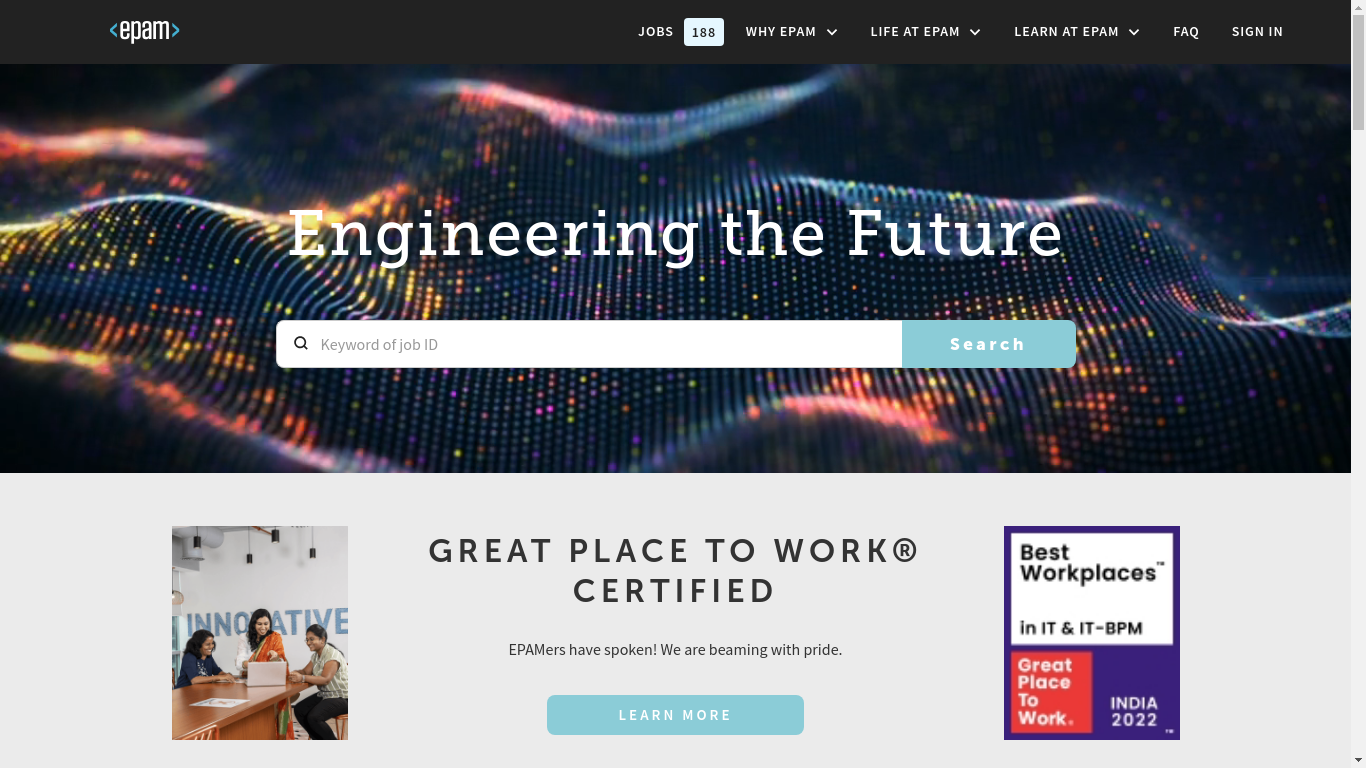 <epam>
JOBS 188 WHY EPAM LIFE AT EPAM LEARN AT EPAM FAQ SIGN IN
Engineering the Future
Keyword of job ID Search
GREAT PLACE TO WORK®
CERTIFIED
EPAMers have spoken! We are beaming with pride.
LEARN MORE
INNOVATIVE
Best
Workplaces™
in IT & IT-BPM
Great
Place
To
Work®
INDIA
2022
TM